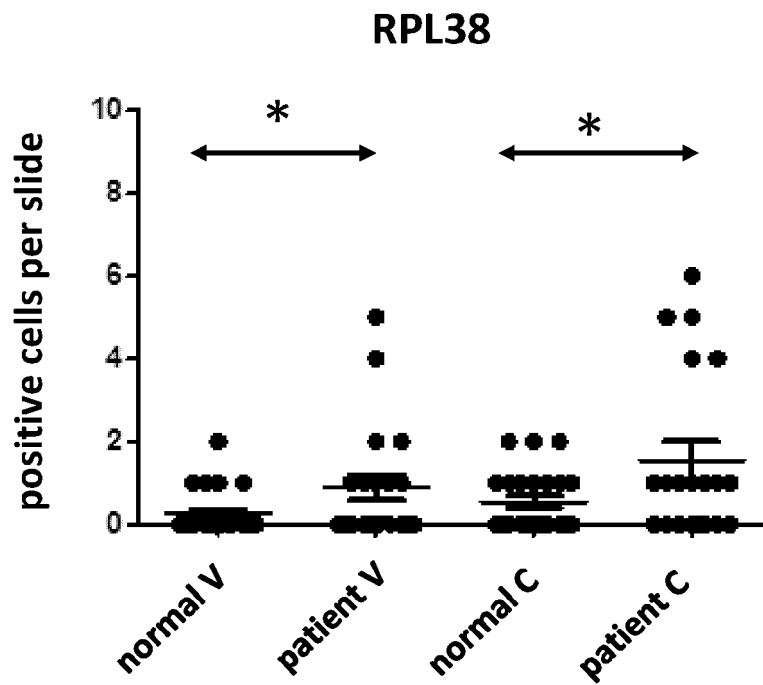 RPL38
positive cells per slide
10
8
6
4
2
0
*
*
normal V
patient V
normal C
patient C